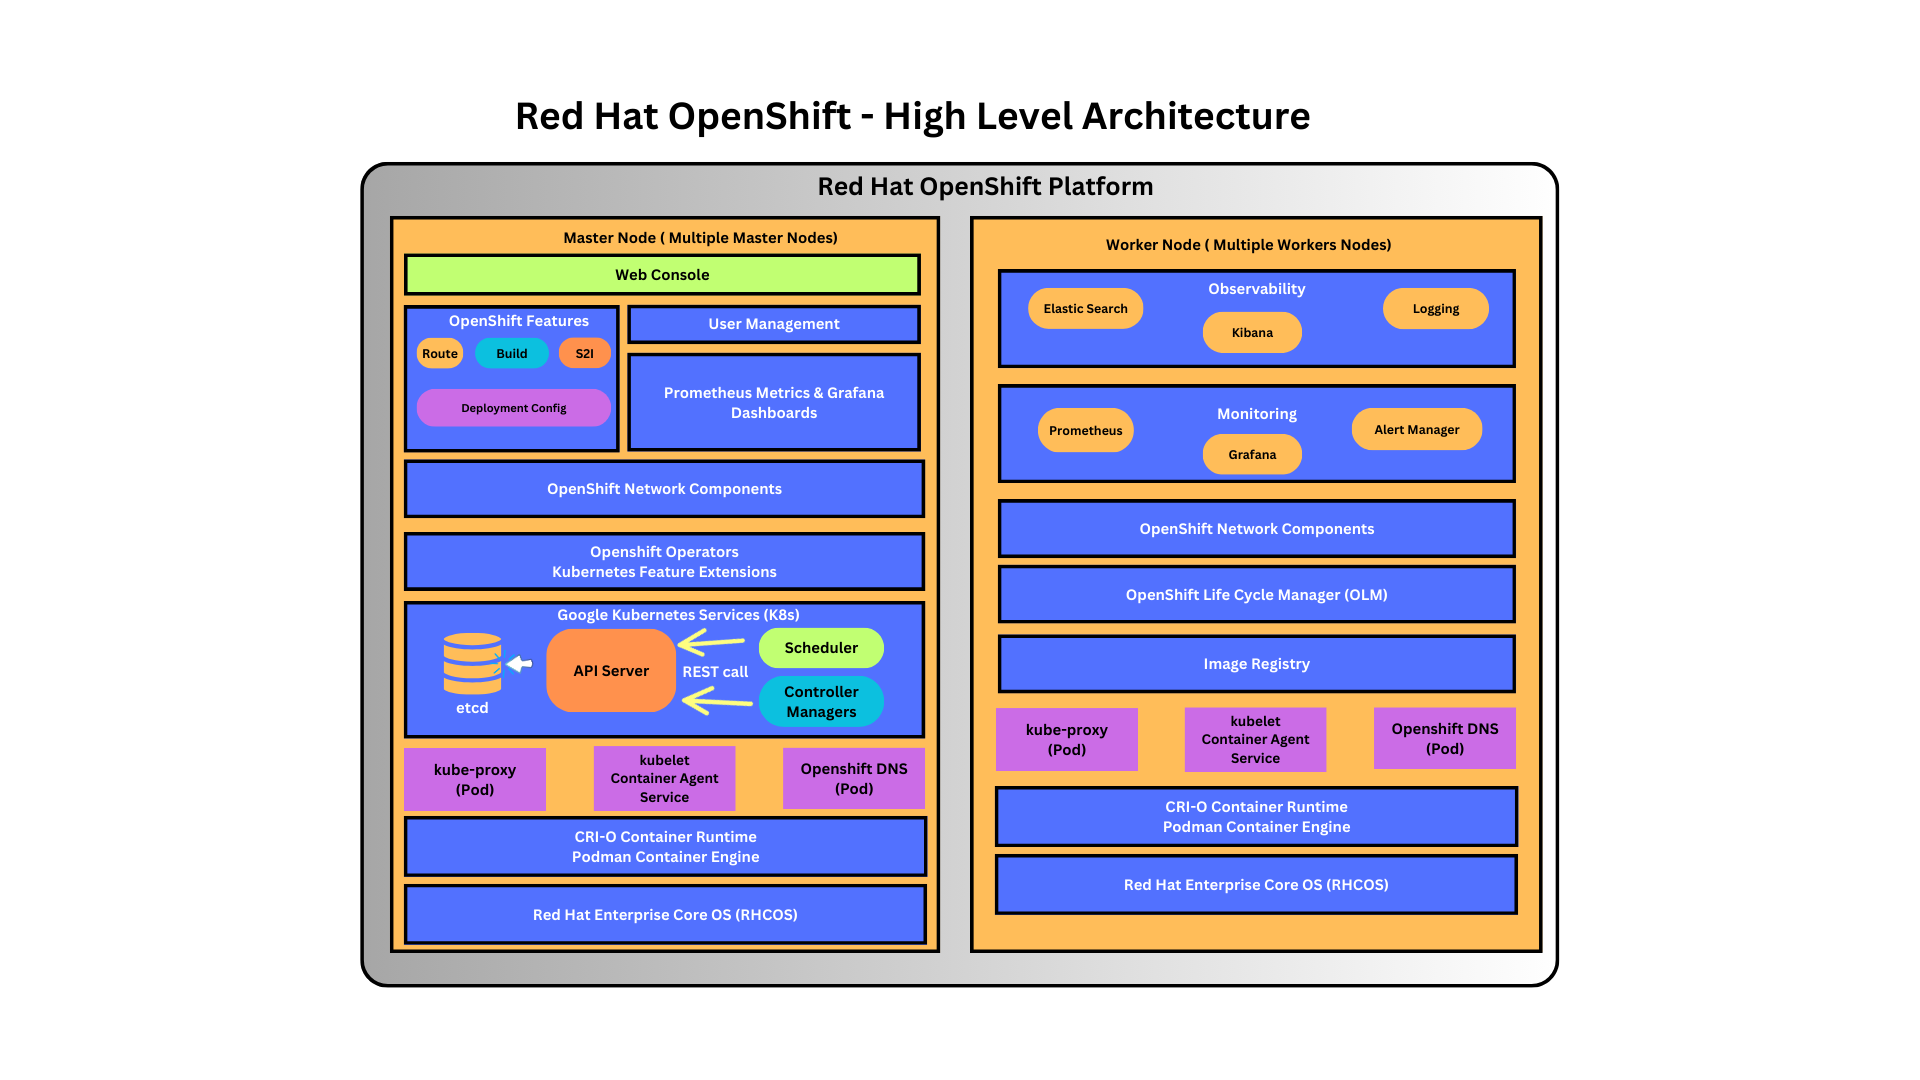 Red Hat OpenShift - High Level Architecture
Red Hat OpenShift Platform
Master Node ( Multiple Master Nodes)
Web Console
OpenShift Features
Route
Build
S2I
Deployment Config
User Management
Prometheus Metrics & Grafana
Dashboards
OpenShift Network Components
Openshift Operators
Kubernetes Feature Extensions
Google Kubernetes Services (K8s)
etcd
API Server
REST call
Scheduler
Controller
Managers
kube-proxy
(Pod)
kubelet
Container Agent
Service
Openshift DNS
(Pod)
CRI-O Container Runtime
Podman Container Engine
Red Hat Enterprise Core OS (RHCOS)
Worker Node ( Multiple Workers Nodes)
Observability
Elastic Search
Kibana
Logging
Monitoring
Prometheus
Grafana
Alert Manager
OpenShift Network Components
OpenShift Life Cycle Manager (OLM)
Image Registry
kube-proxy
(Pod)
kubelet
Container Agent
Service
Openshift DNS
(Pod)
CRI-O Container Runtime
Podman Container Engine
Red Hat Enterprise Core OS (RHCOS)